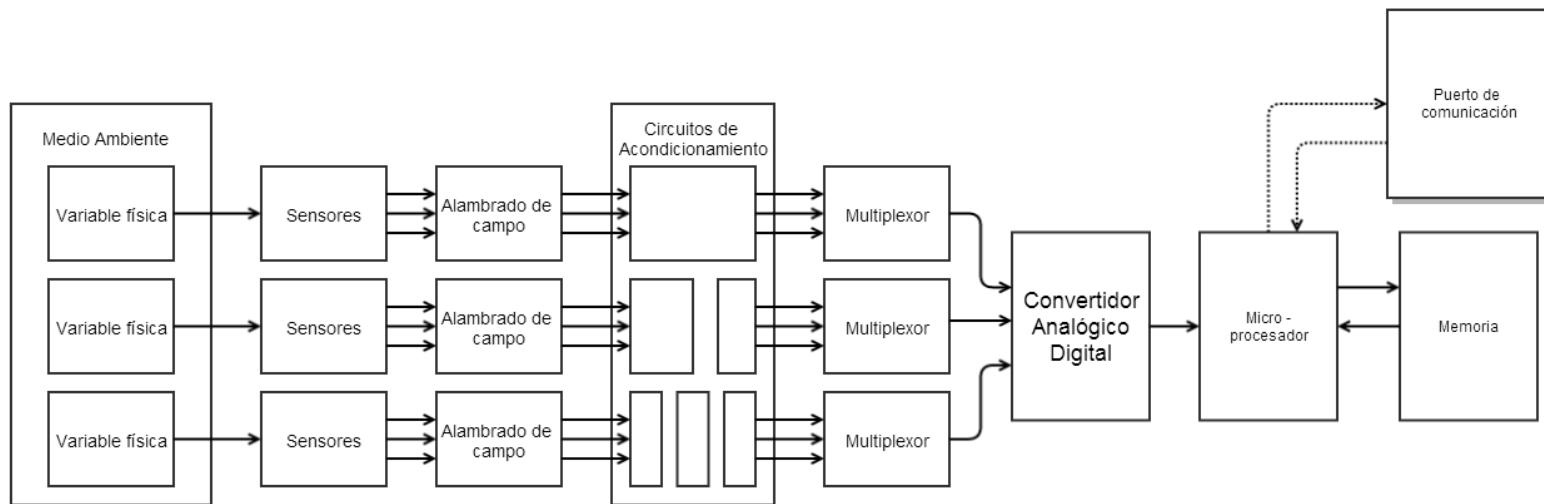 Medio Ambiente
Variable física
Variable física
Variable física
Sensores
Sensores
Sensores
Alambrado de
campo
Alambrado de
campo
Alambrado de
campo
Circuitos de
Acondicionamiento
Multiplexor
Multiplexor
Multiplexor
Convertidor
Analógico
Digital
Micro -
procesador
Memoria
Puerto de
comunicación